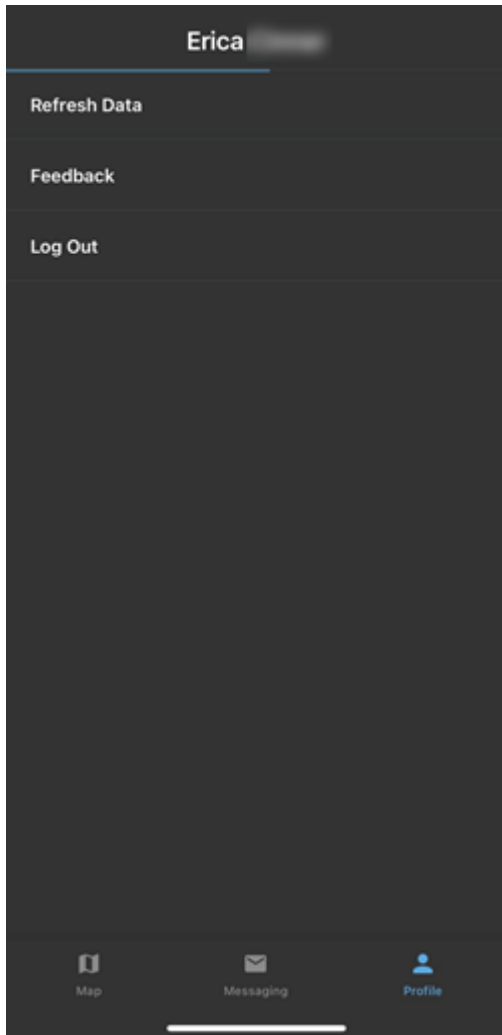 Erica
Refresh Data
Feedback
Log Out
Map
Messaging
Profile